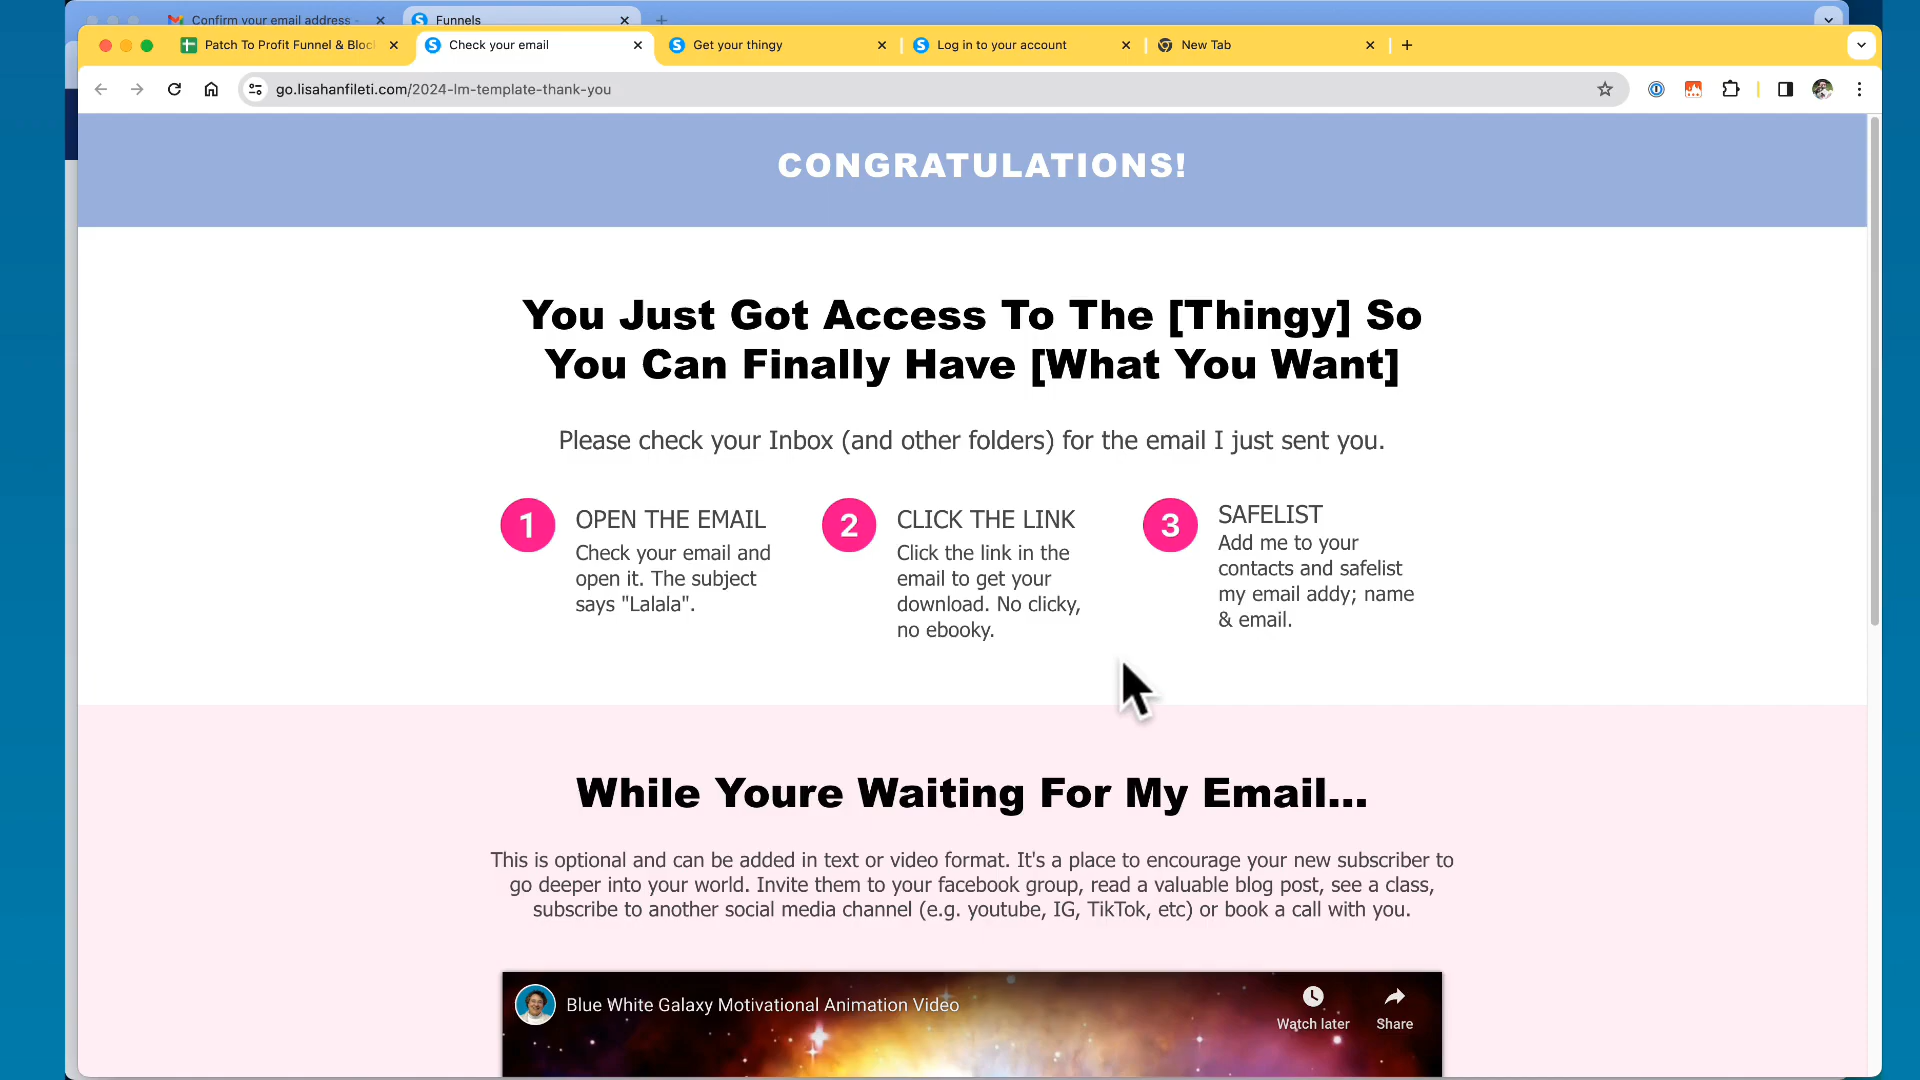 Confirm your email address -
Funnels
Patch To Profit Funnel & Bloc
Check your email
Get your thingy
Log in to your account
New Tab
go.lisahanfileti.com/2024-lm-template-thank-you
CONGRATULATIONS!
You Just Got Access To The [Thingy] So
You Can Finally Have [What You Want]
Please check your Inbox (and other folders) for the email I just sent you.
1
OPEN THE EMAIL
Check your email and
open it. The subject
says "Lalala".
2
CLICK THE LINK
Click the link in the
email to get your
download. No clicky,
no ebooky.
3
SAFELIST
Add me to your
contacts and safelist
my email addy; name
& email.
While Youre Waiting For My Email...
This is optional and can be added in text or video format. It's a place to encourage your new subscriber to
go deeper into your world. Invite them to your facebook group, read a valuable blog post, see a class,
subscribe to another social media channel (e.g. youtube, IG, TikTok, etc) or book a call with you.
Blue White Galaxy Motivational Animation Video
Watch later
Share